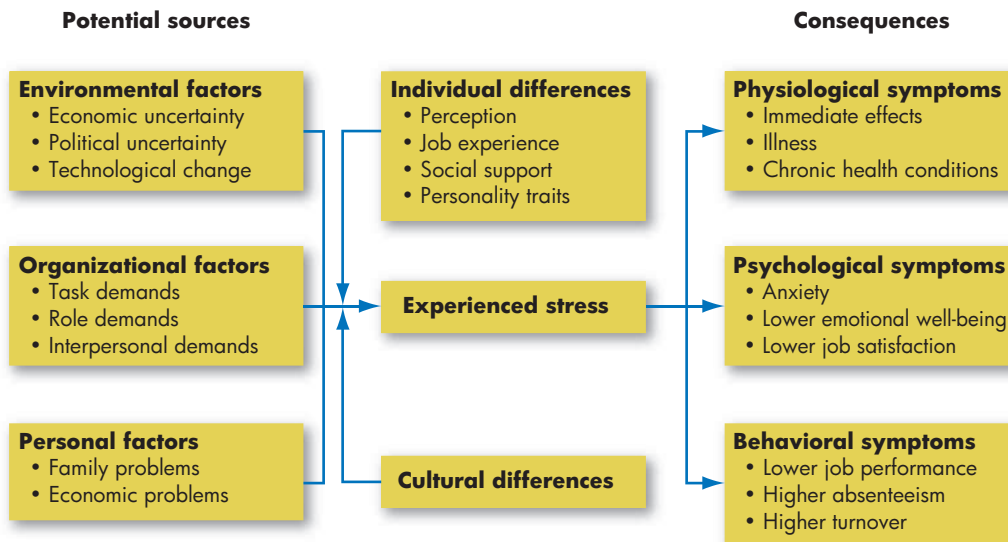 Potential sources
Consequences
Environmental factors
• Economic uncertainty
• Political uncertainty
• Technological change
Individual differences
• Perception
• Job experience
• Social support
• Personality traits
Physiological symptoms
• Immediate effects
• Illness
• Chronic health conditions
Organizational factors
• Task demands
• Role demands
• Interpersonal demands
Experienced stress
Psychological symptoms
• Anxiety
• Lower emotional well-being
• Lower job satisfaction
Personal factors
• Family problems
• Economic problems
Cultural differences
Behavioral symptoms
• Lower job performance
• Higher absenteeism
• Higher turnover